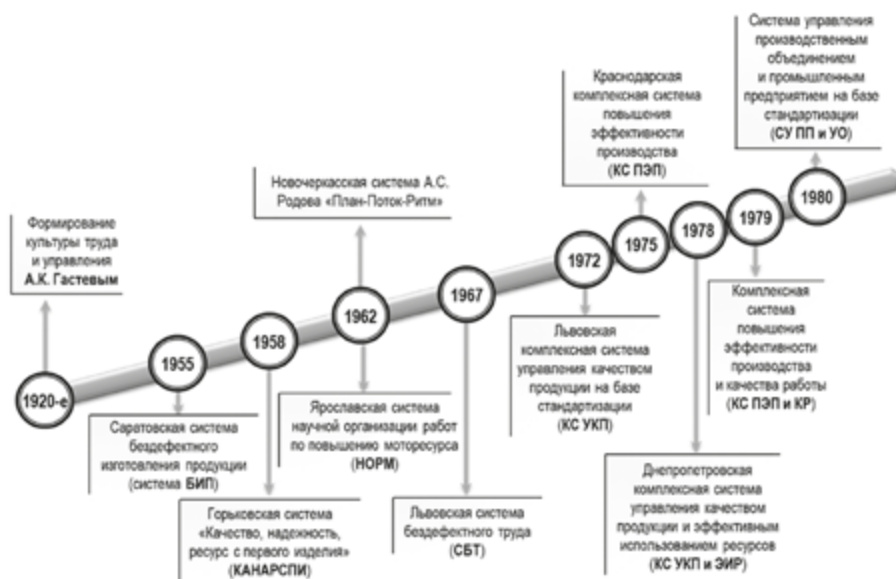 1920-е
Формирование
культуры труда
и управления
А.К. Гастевым
1955
Саратовская система
бездефектного
изготовления продукции
(система БИП)
1958
Горьковская система
«Качество, надежность,
ресурс с первого изделия»
(КАНАРСПИ)
1962
Новочеркасская система А.С.
Родова «План-Поток-Ритм»
Ярославская система
научной организации работ
по повышению моторесурса
(НОРМ)
1967
Львовская система
бездефектного труда
(СБТ)
1972
Львовская
комплексная система
управления качеством
продукции на базе
стандартизации
(КС УКП)
1975
Краснодарская
комплексная система
повышения
эффективности
производства
(КС ПЭП)
1978
Днепропетровская
комплексная система
управления качеством
продукции и эффективным
использованием ресурсов
(КС УКП и ЭИР)
1979
Комплексная
система
повышения
эффективности
производства
и качества работы
(КС ПЭП и КР)
1980
Система управления
производственным
объединением
и промышленным
предприятием на базе
стандартизации
(СУ ПП и УО)